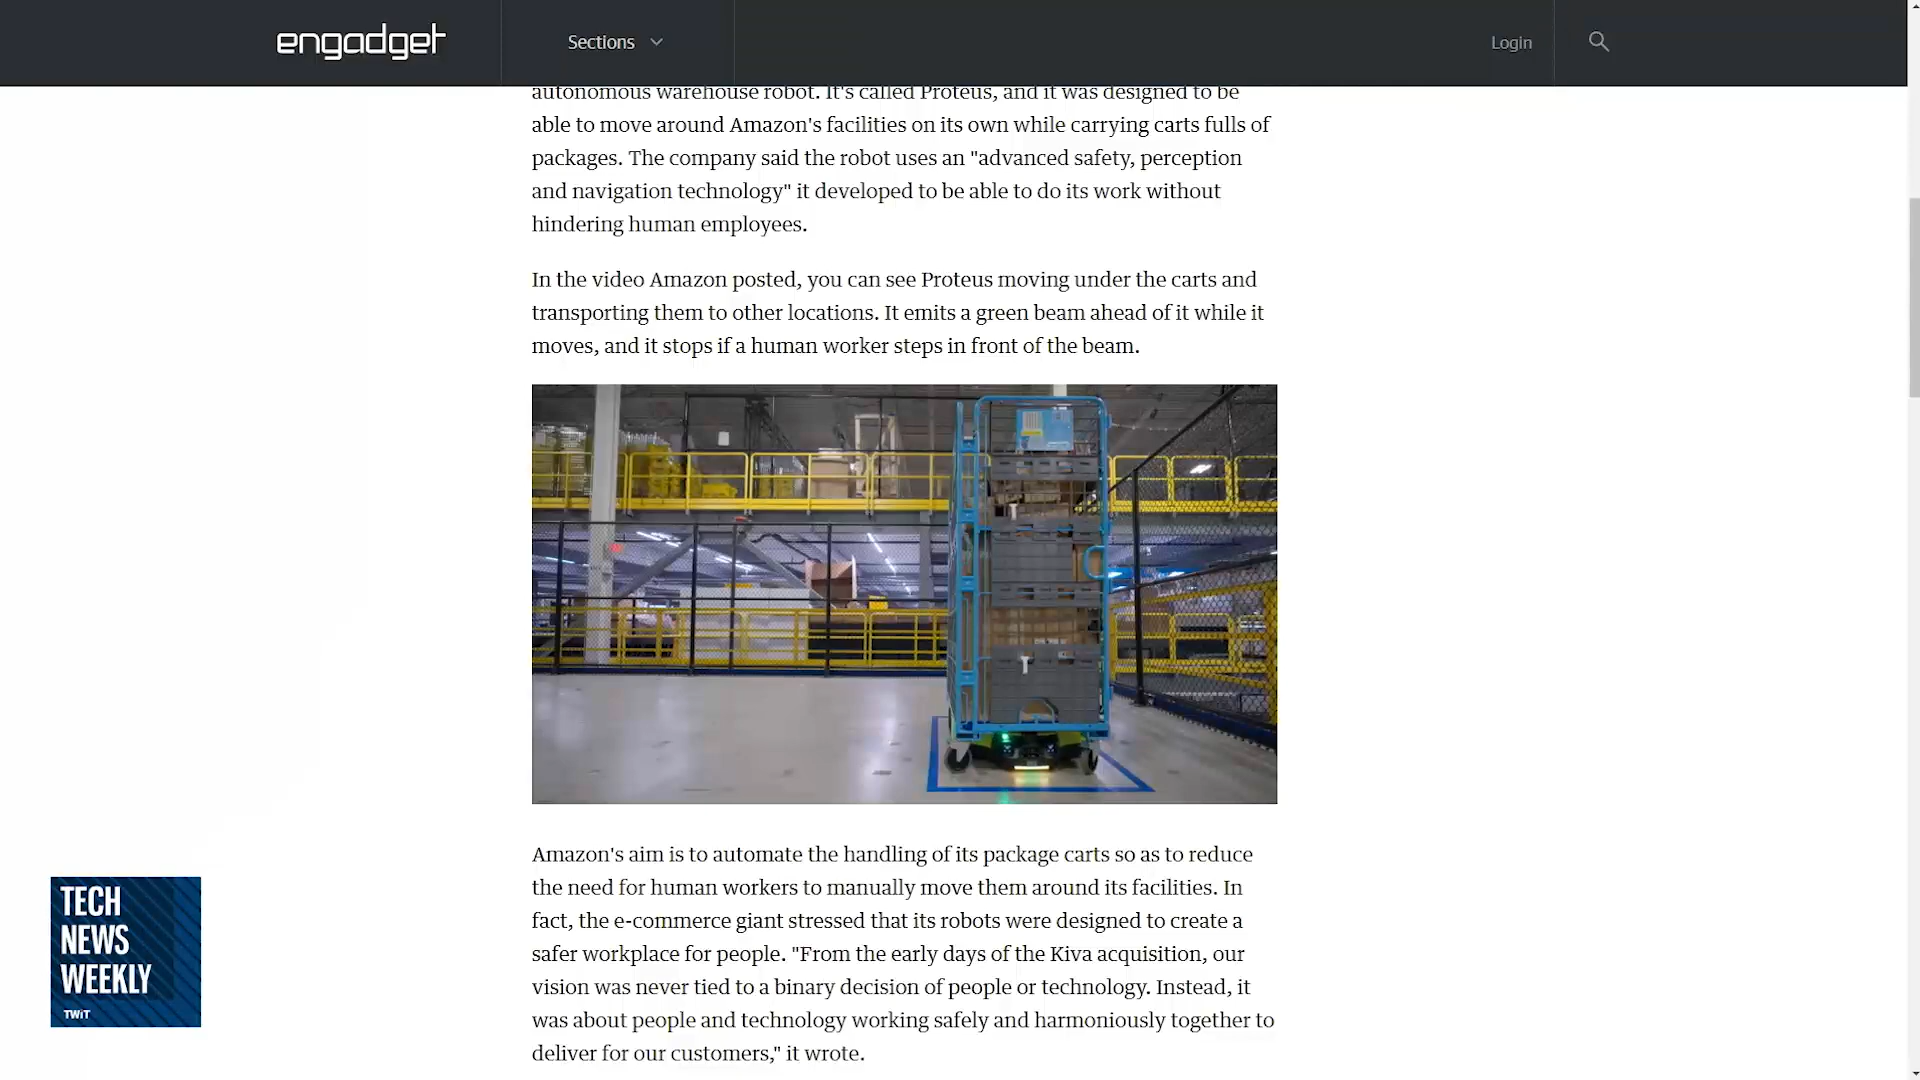 engadget
Sections
Login
autonomous warehouse robot. It's called Proteus, and it was designed to be
able to move around Amazon's facilities on its own while carrying carts fulls of
packages. The company said the robot uses an "advanced safety, perception
and navigation technology" it developed to be able to do its work without
hindering human employees.
In the video Amazon posted, you can see Proteus moving under the carts and
transporting them to other locations. It emits a green beam ahead of it while it
moves, and it stops if a human worker steps in front of the beam.
Amazon's aim is to automate the handling of its package carts so as to reduce
the need for human workers to manually move them around its facilities. In
fact, the e-commerce giant stressed that its robots were designed to create a
safer workplace for people. "From the early days of the Kiva acquisition, our
vision was never tied to a binary decision of people or technology. Instead, it
was about people and technology working safely and harmoniously together to
deliver for our customers," it wrote.
TECH
NEWS
WEEKLY
TWiT